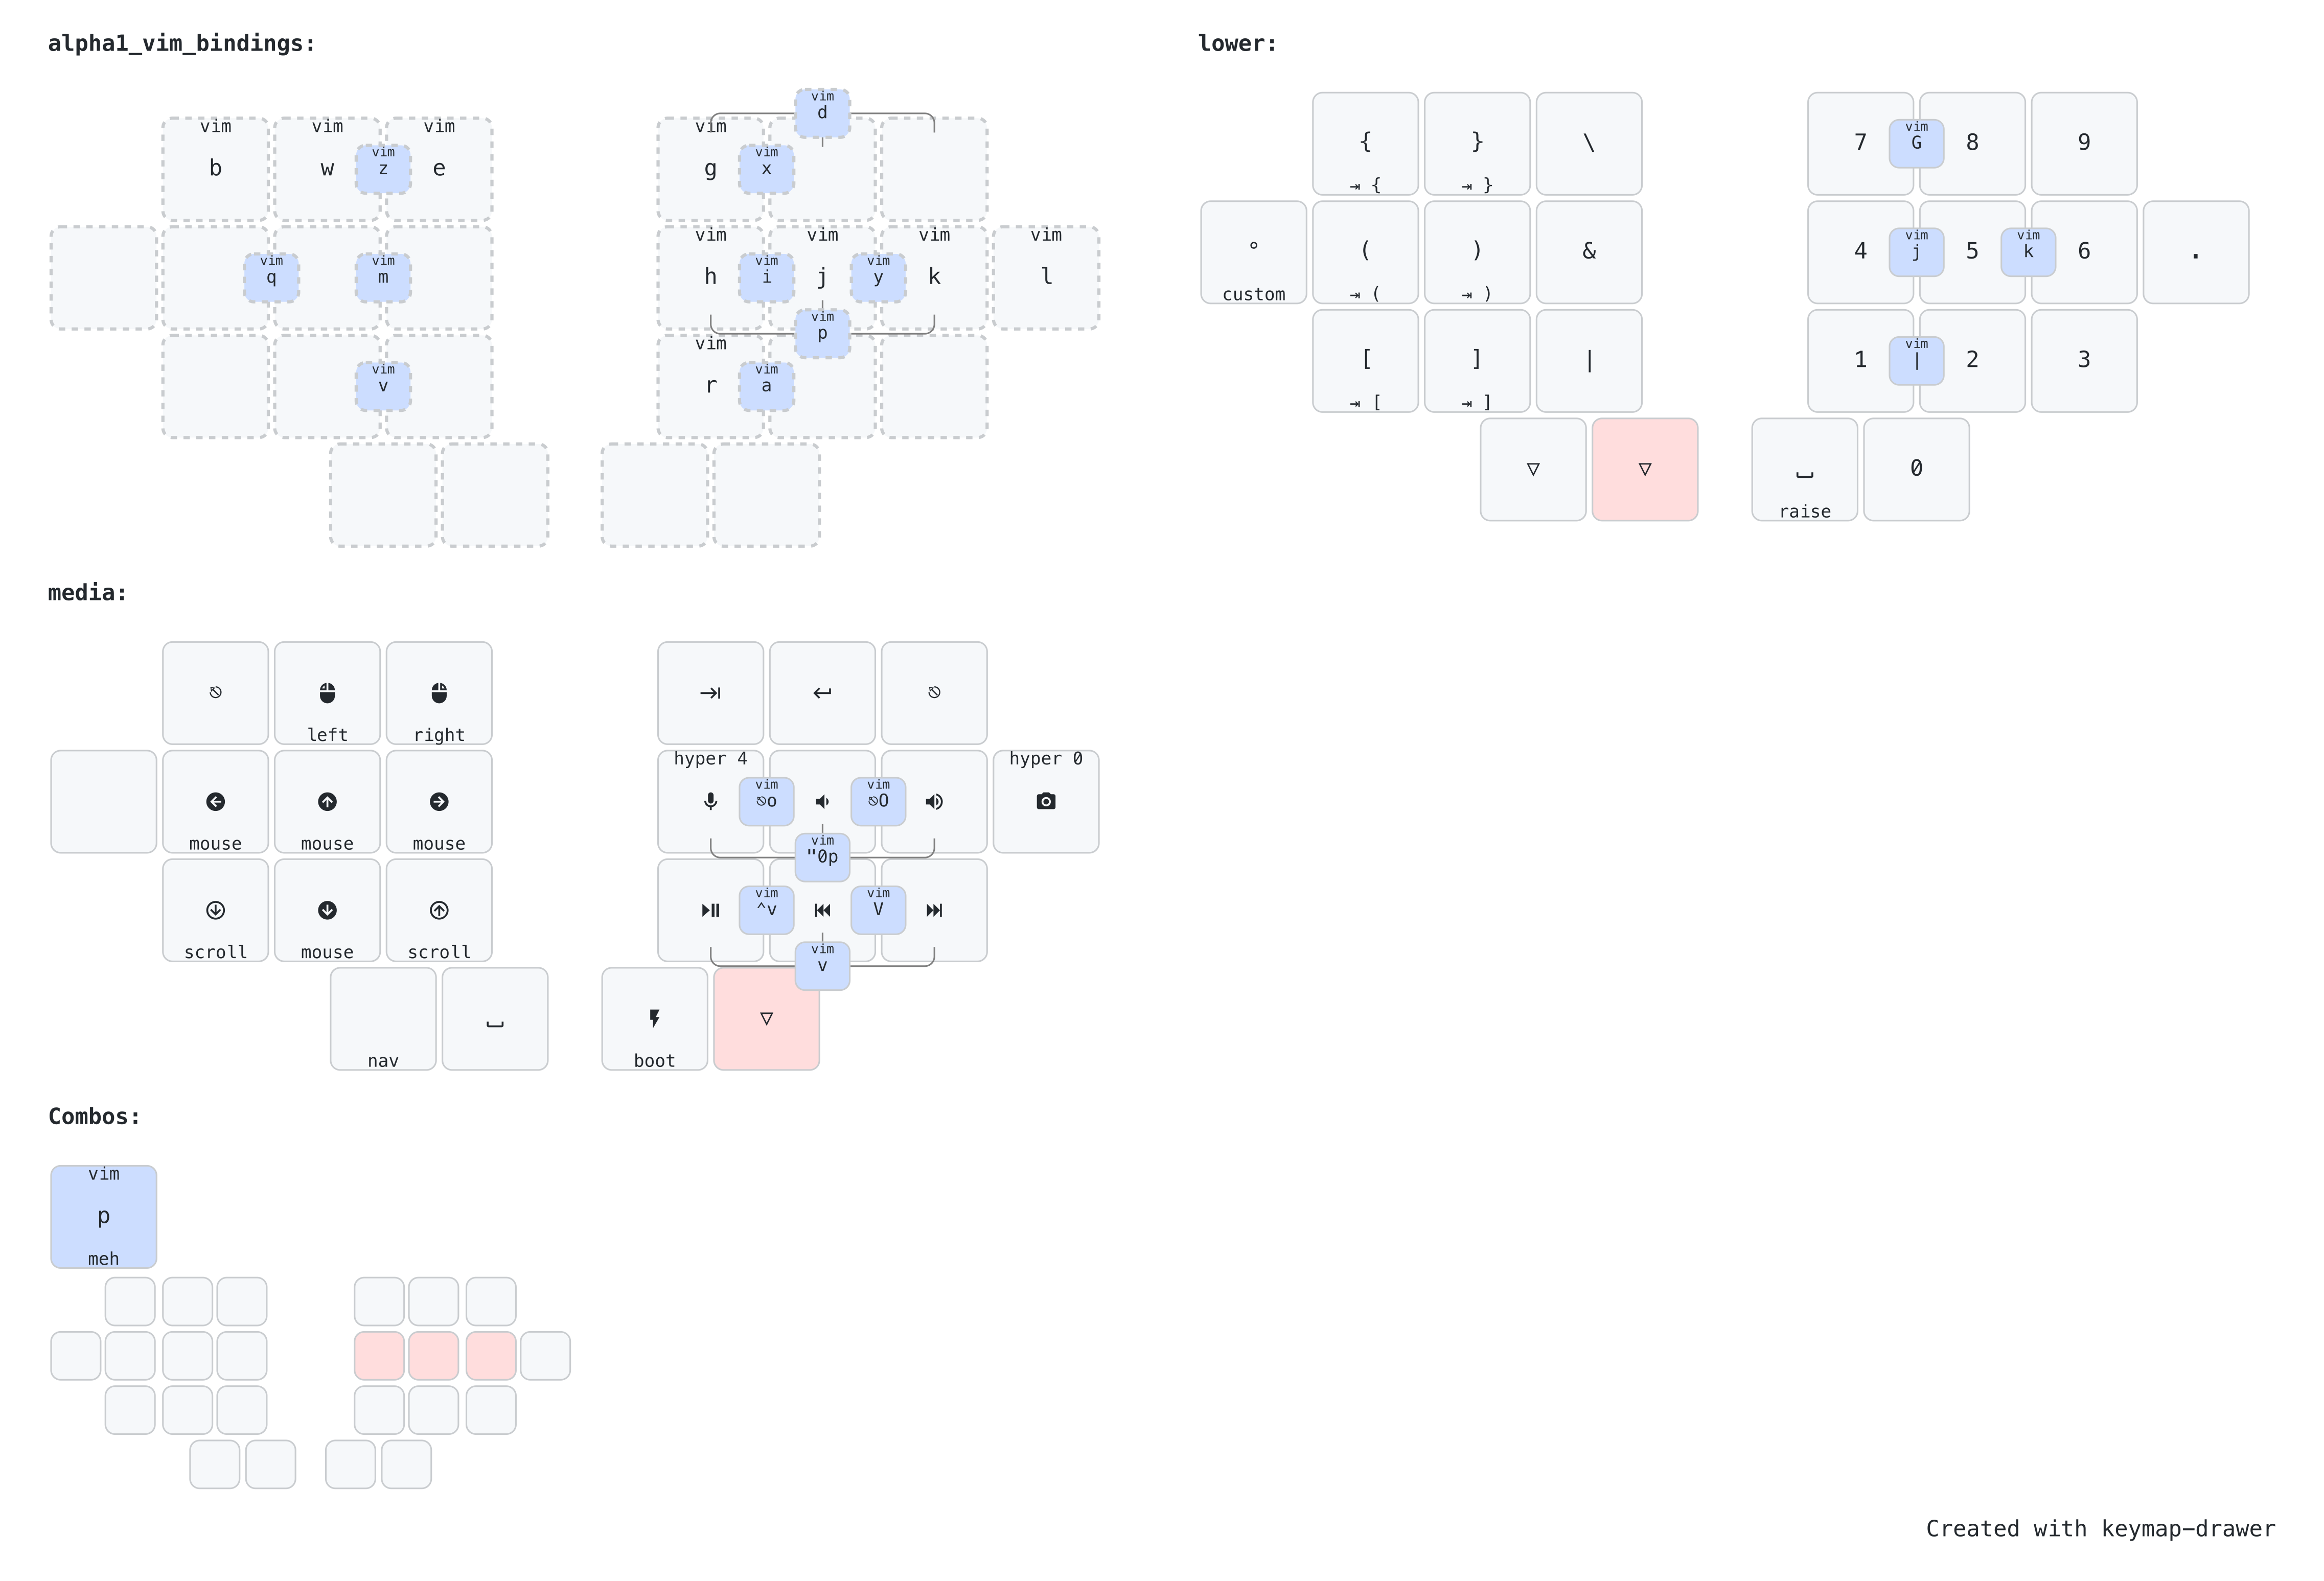 alpha1_vim_bindings:
vim
d
vim vim vim vim
b w vim z e g vim x
vim vim vim vim
vim q vim m h vim i j vim y k l
vim
p
vim
vim v r vim a
lower:
{ } \ 7 vim G 8 9
⇥ { ⇥ }
° ( ) & 4 vim j 5 vim k 6 .
custom ⇥ ( ⇥ )
[ ] | 1 vim | 2 3
⇥ [ ⇥ ]
▽ ▽ ⎵ 0
raise
media:
⎋ ⇥ ↵ ⎋
left right
hyper 4 hyper 0
vim ⎋o vim ⎋O
mouse mouse mouse
vim
"0p
vim ^v vim V
scroll mouse scroll
vim
v
⎵ ▽
nav boot
Combos:
vim
p
meh
Created with keymap-drawer